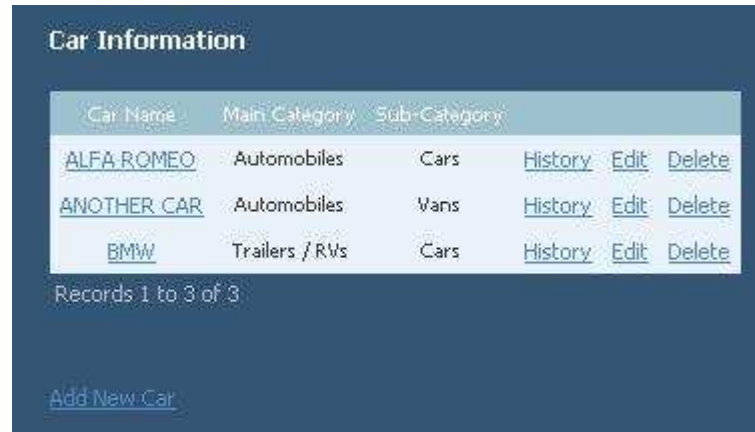 Car Information
Car Name Main Category Sub-Category
ALFA ROMEO Automobiles Cars History Edit Delete
ANOTHER CAR Automobiles Vans History Edit Delete
BMW Trailers / RVs Cars History Edit Delete
Records 1 to 3 of 3
Add New Car